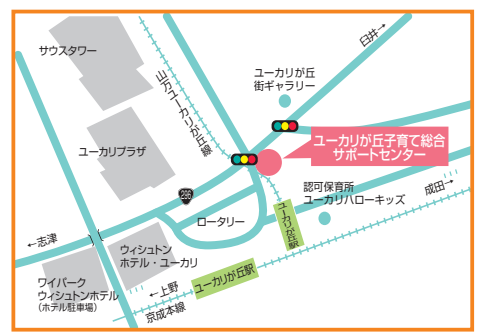 サウスタワー
臼井→
山万ユーカリが丘線
ユーカリが丘
街ギャラリー
ユーカリプラザ
ユーカリが丘子育て総合
サポートセンター
296
認可保育所
ユーカリハローキッズ
成田→
ロータリー
ユーカリが丘駅
←志津
ウィシュトン
ホテル・ユーカリ
ワイパーク
ウィシュトンホテル
(ホテル駐車場)
←上野
ユーカリが丘駅
京成本線